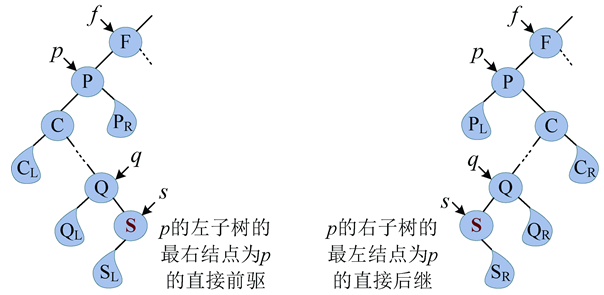 f
F
p
P
C
P_R
C_L
q
Q
s
S
Q_L
S_L
p的左子树的
最右结点为p
的直接前驱
f
F
p
P
P_L
C
q
Q
C_R
s
S
Q_R
S_R
p的右子树的
最左结点为p
的直接后继